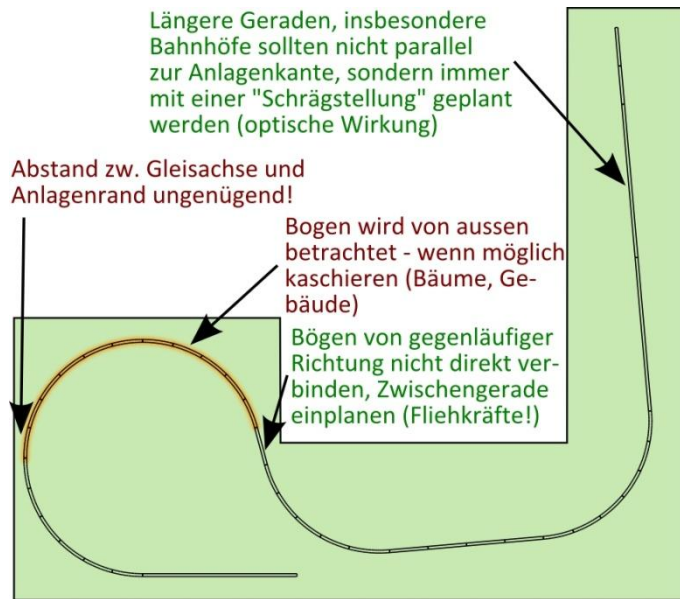 Längere Geraden, insbesondere
Bahnhöfe sollten nicht parallel
zur Anlagenkante, sondern immer
mit einer "Schrägstellung" geplant
werden (optische Wirkung)
Abstand zw. Gleisachse und
Anlagenrand ungenügend!
Bogen wird von aussen
betrachtet - wenn möglich
kaschieren (Bäume, Ge-
bäude)
Bögen von gegenläufiger
Richtung nicht direkt ver-
binden, Zwischengerade
einplanen (Fliehkräfte!)